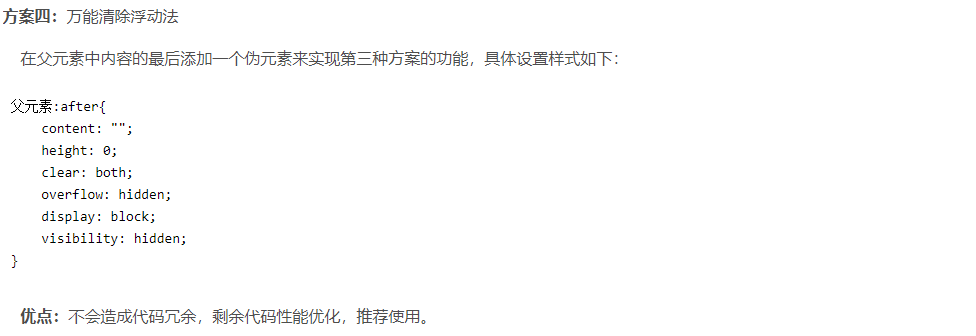 方案四：万能清除浮动法
在父元素中内容的最后添加一个伪元素来实现第三种方案的功能，具体设置样式如下：
父元素:after{
    content: "";
    height: 0;
    clear: both;
    overflow: hidden;
    display: block;
    visibility: hidden;
}
优点：不会造成代码冗余，剩余代码性能优化，推荐使用。